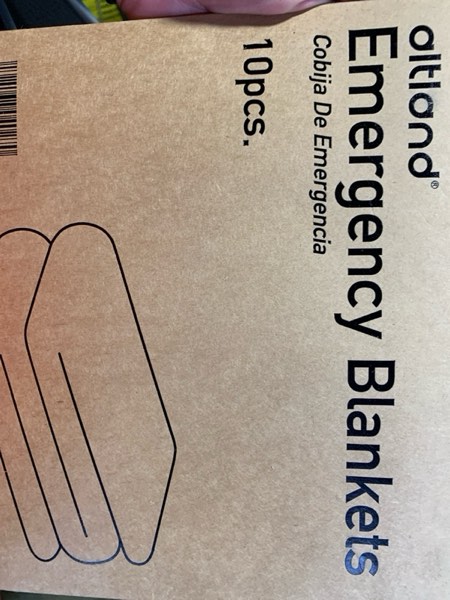 altland®
Emergency Blankets
Cobija De Emergencia
10pcs.